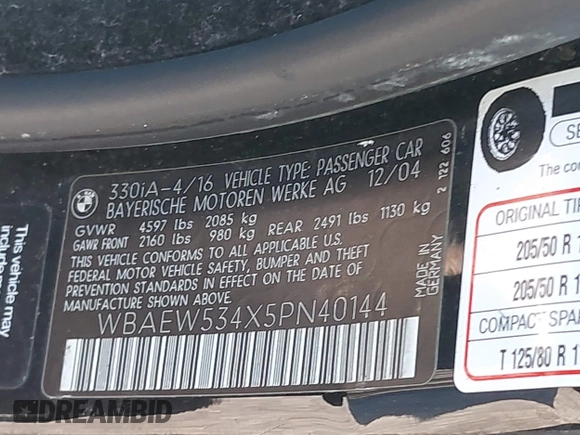 330iA-4/16 VEHICLE TYPE: PASSENGER CAR
BAYERISCHE MOTOREN WERKE AG 12/04
GVWR 4597 lbs 2085 kg
GAWR FRONT 2160 lbs 980 kg REAR 2491 lbs 1130 kg
THIS VEHICLE CONFORMS TO ALL APPLICABLE U.S.
FEDERAL MOTOR VEHICLE SAFETY, BUMPER AND THEFT
PREVENTION STANDARDS IN EFFECT ON THE DATE OF
MANUFACTURE SHOWN ABOVE.
WBAEW534X5PN40144
MADE IN
GERMANY
2 122 606
This vehicle may
include
SE
ORIGINAL TI
205/50 R 1
205/50 R 1
COMPACT SPA
T 125/80 R 1
DREAMBID